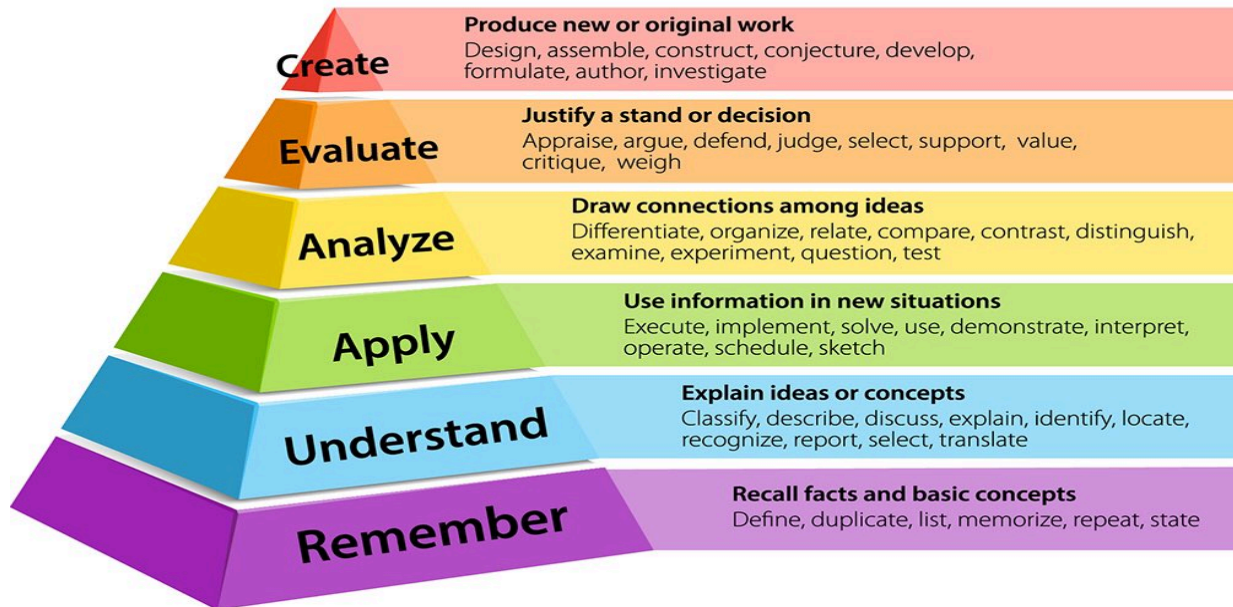 Create
Produce new or original work
Design, assemble, construct, conjecture, develop,
formulate, author, investigate
Evaluate
Justify a stand or decision
Appraise, argue, defend, judge, select, support, value,
critique, weigh
Analyze
Draw connections among ideas
Differentiate, organize, relate, compare, contrast, distinguish,
examine, experiment, question, test
Apply
Use information in new situations
Execute, implement, solve, use, demonstrate, interpret,
operate, schedule, sketch
Understand
Explain ideas or concepts
Classify, describe, discuss, explain, identify, locate,
recognize, report, select, translate
Remember
Recall facts and basic concepts
Define, duplicate, list, memorize, repeat, state